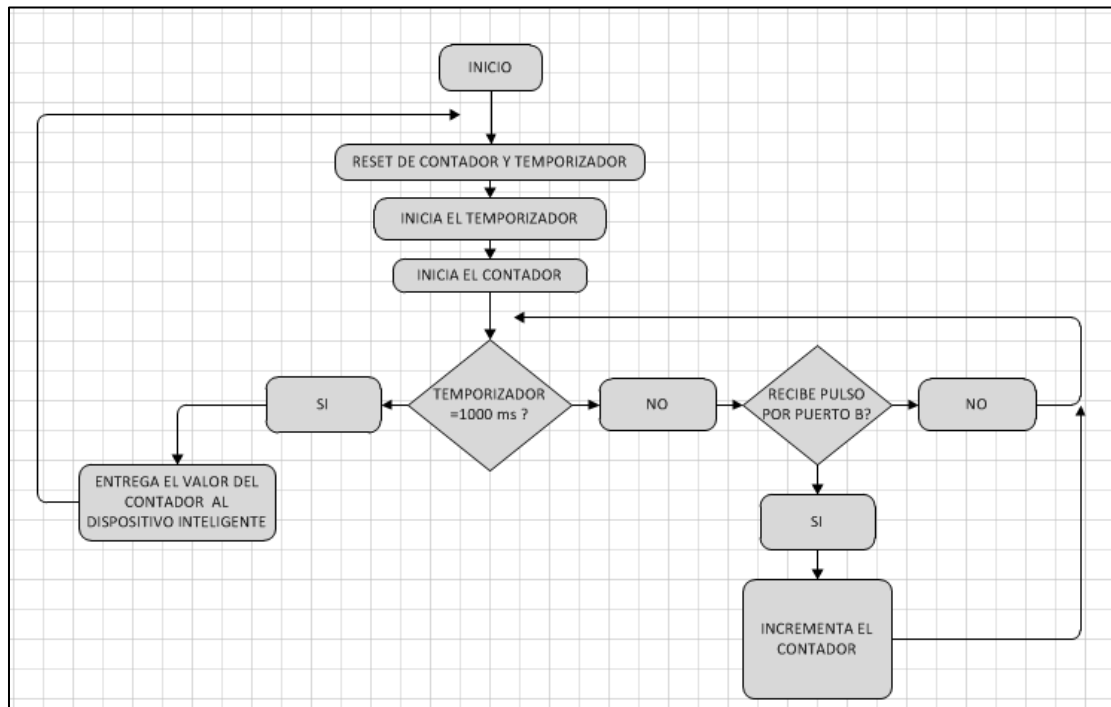 INICIO
RESET DE CONTADOR Y TEMPORIZADOR
INICIA EL TEMPORIZADOR
INICIA EL CONTADOR
TEMPORIZADOR
=1000 ms ?
SI
NO
RECIBE PULSO
POR PUERTO B?
NO
ENTREGA EL VALOR DEL
CONTADOR AL
DISPOSITIVO INTELIGENTE
SI
INCREMENTA EL
CONTADOR